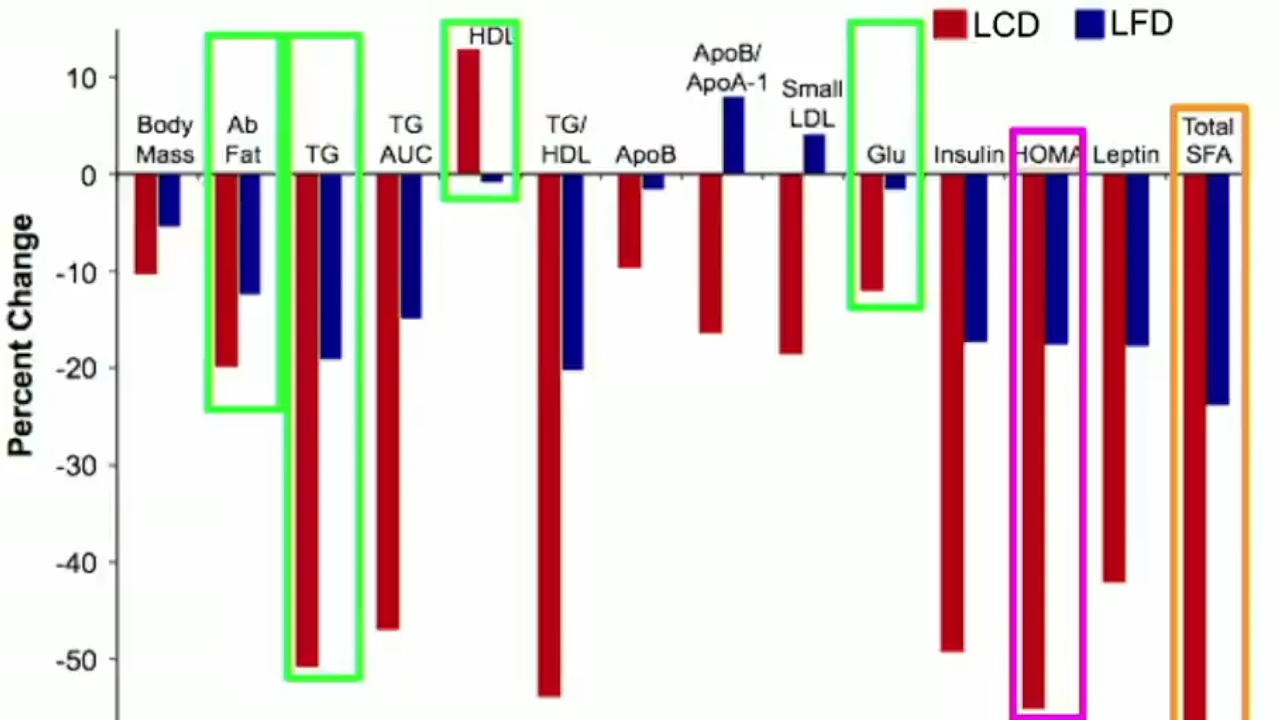 LCD
LFD
HDL
ApoB/
ApoA-1
Small
LDL
Body
Mass
Ab
Fat
TG
TG
AUC
TG/
HDL
ApoB
Glu
Insulin
HOMA
Leptin
Total
SFA
10
0
-10
-20
-30
-40
-50
Percent Change